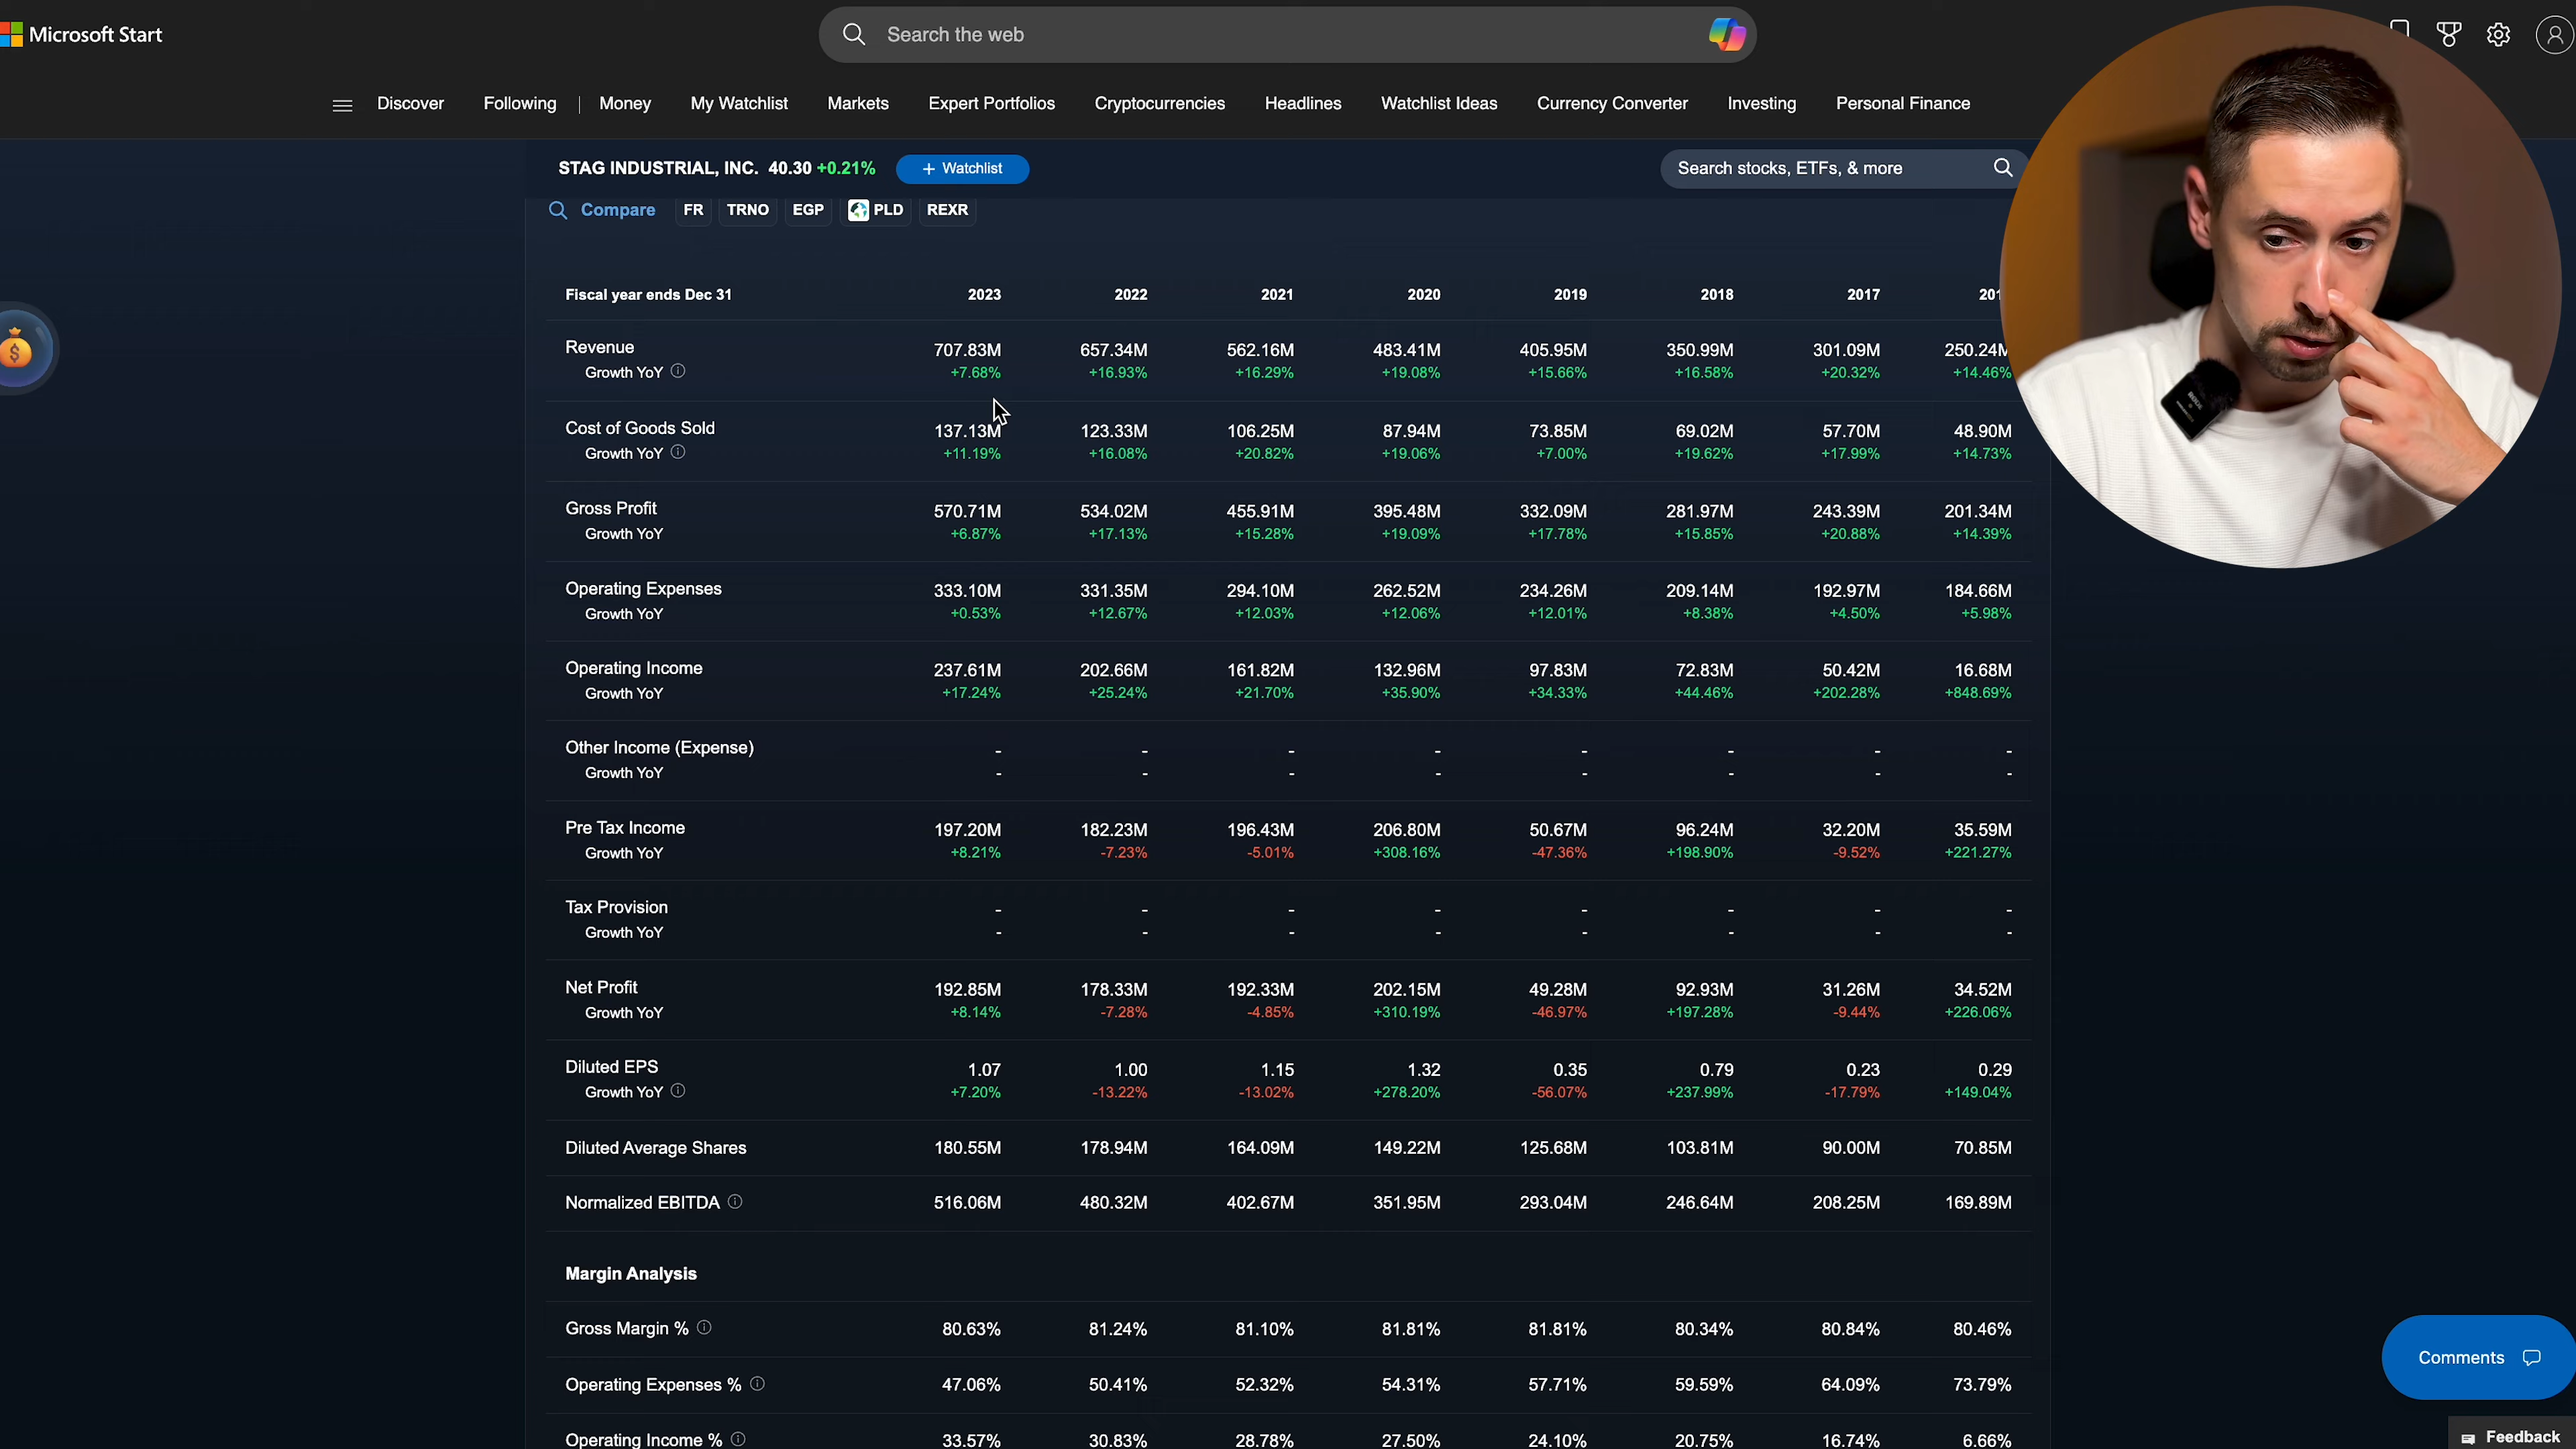 Microsoft Start
Search the web
Discover Following Money My Watchlist Markets Expert Portfolios Cryptocurrencies Headlines Watchlist Ideas Currency Converter Investing Personal Finance
STAG INDUSTRIAL, INC. 40.30 +0.21% + Watchlist Search stocks, ETFs, & more
Compare FR TRNO EGP PLD REXR
Fiscal year ends Dec 31 2023 2022 2021 2020 2019 2018 2017 201
Revenue 707.83M 657.34M 562.16M 483.41M 405.95M 350.99M 301.09M 250.24M
Growth YoY +7.68% +16.93% +16.29% +19.08% +15.66% +16.58% +20.32% +14.46%
Cost of Goods Sold 137.13M 123.33M 106.25M 87.94M 73.85M 69.02M 57.70M 48.90M
Growth YoY +11.19% +16.08% +20.82% +19.06% +7.00% +19.62% +17.99% +14.73%
Gross Profit 570.71M 534.02M 455.91M 395.48M 332.09M 281.97M 243.39M 201.34M
Growth YoY +6.87% +17.13% +15.28% +19.09% +17.78% +15.85% +20.88% +14.39%
Operating Expenses 333.10M 331.35M 294.10M 262.52M 234.26M 209.14M 192.97M 184.66M
Growth YoY +0.53% +12.67% +12.03% +12.06% +12.01% +8.38% +4.50% +5.98%
Operating Income 237.61M 202.66M 161.82M 132.96M 97.83M 72.83M 50.42M 16.68M
Growth YoY +17.24% +25.24% +21.70% +35.90% +34.33% +44.46% +202.28% +848.69%
Other Income (Expense) - - - - - - - -
Growth YoY - - - - - - - -
Pre Tax Income 197.20M 182.23M 196.43M 206.80M 50.67M 96.24M 32.20M 35.59M
Growth YoY +8.21% -7.23% -5.01% +308.16% -47.36% +198.90% -9.52% +221.27%
Tax Provision - - - - - - - -
Growth YoY - - - - - - - -
Net Profit 192.85M 178.33M 192.33M 202.15M 49.28M 92.93M 31.26M 34.52M
Growth YoY +8.14% -7.28% -4.85% +310.19% -46.97% +197.28% -9.44% +226.06%
Diluted EPS 1.07 1.00 1.15 1.32 0.35 0.79 0.23 0.29
Growth YoY +7.20% -13.22% -13.02% +278.20% -56.07% +237.99% -17.79% +149.04%
Diluted Average Shares 180.55M 178.94M 164.09M 149.22M 125.68M 103.81M 90.00M 70.85M
Normalized EBITDA 516.06M 480.32M 402.67M 351.95M 293.04M 246.64M 208.25M 169.89M
Margin Analysis
Gross Margin % 80.63% 81.24% 81.10% 81.81% 81.81% 80.34% 80.84% 80.46%
Operating Expenses % 47.06% 50.41% 52.32% 54.31% 57.71% 59.59% 64.09% 73.79%
Operating Income % 33.57% 30.83% 28.78% 27.50% 24.10% 20.75% 16.74% 6.66%
Comments
Feedback